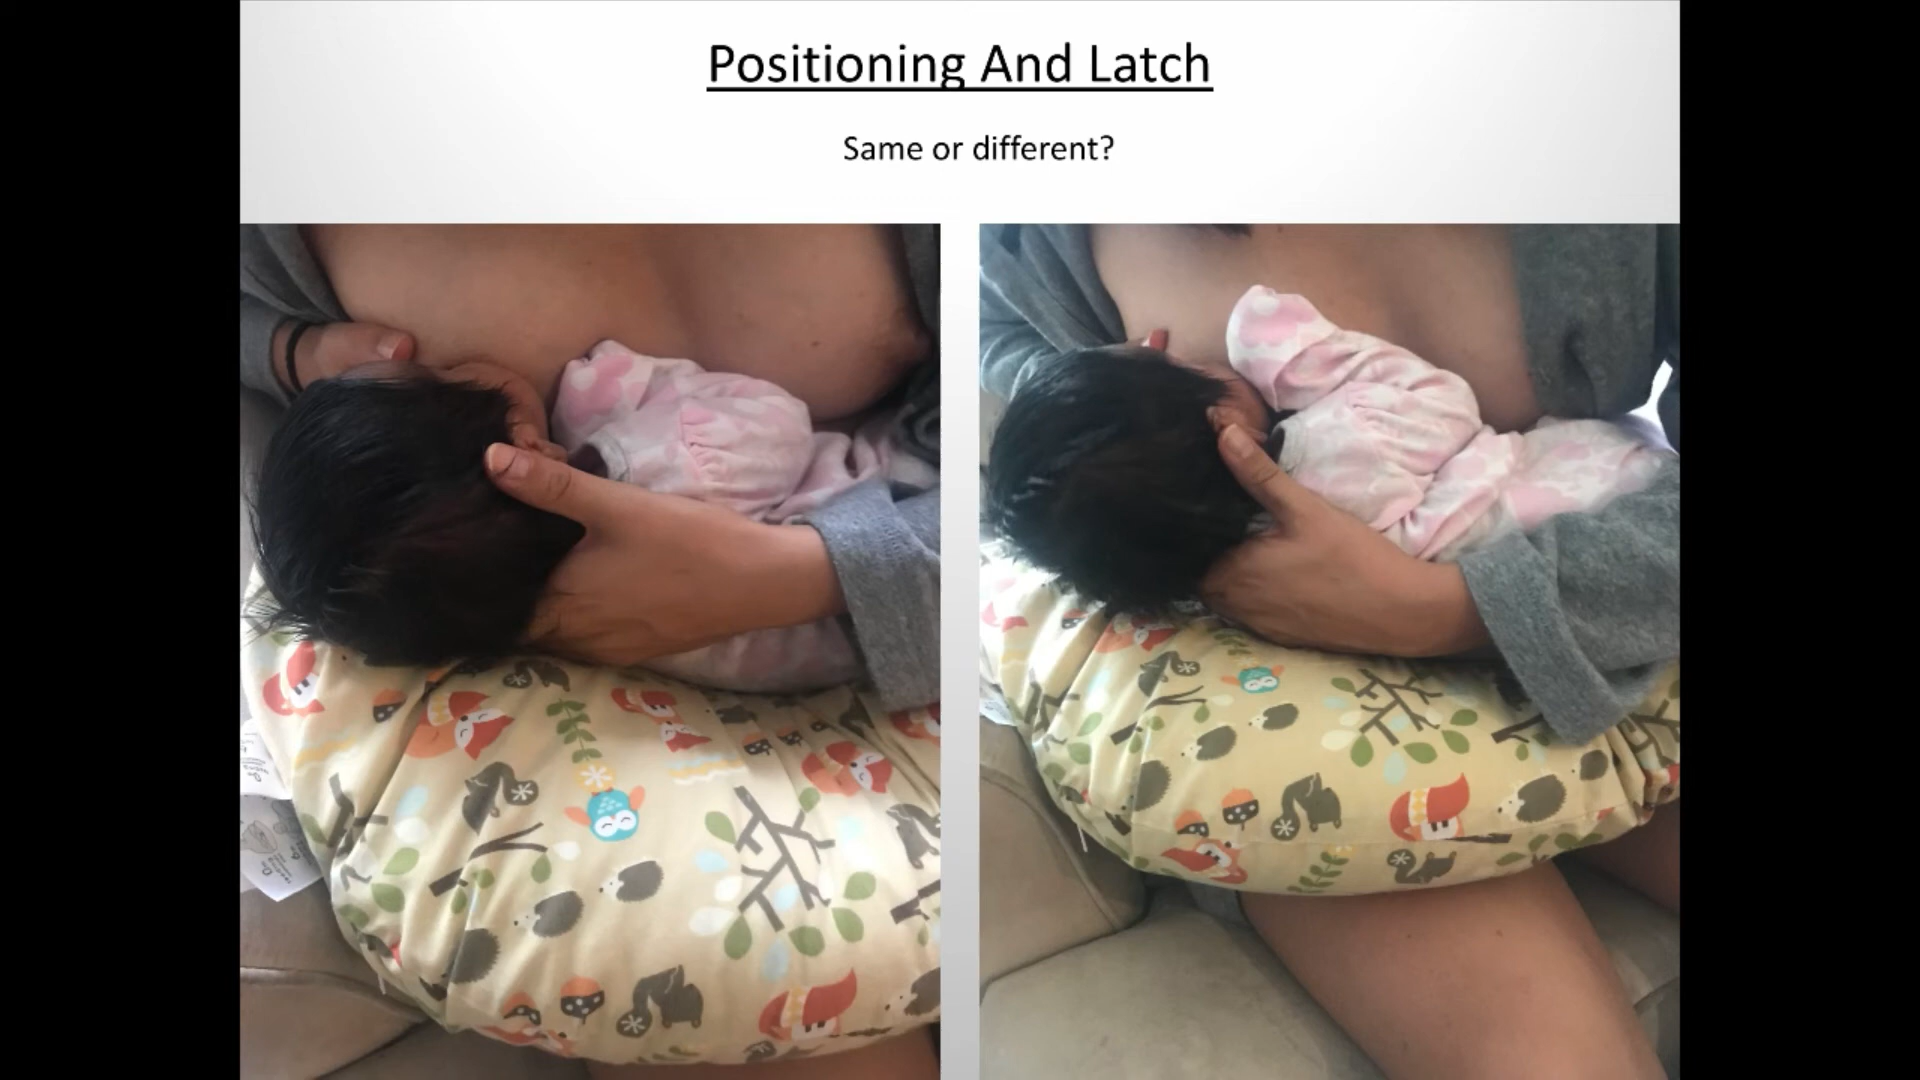 Positioning And Latch
Same or different?